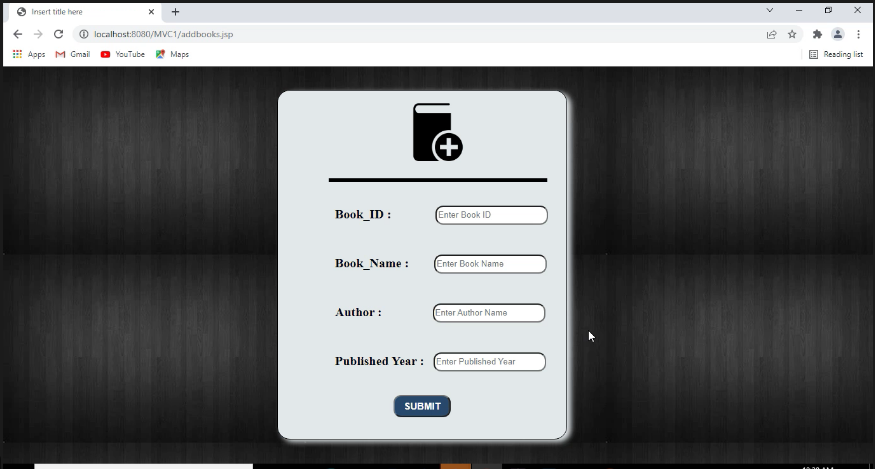 Insert title here
localhost:8080/MVC1/addbooks.jsp
Apps Gmail YouTube Maps Reading list
Book_ID : Enter Book ID
Book_Name : Enter Book Name
Author : Enter Author Name
Published Year : Enter Published Year
SUBMIT